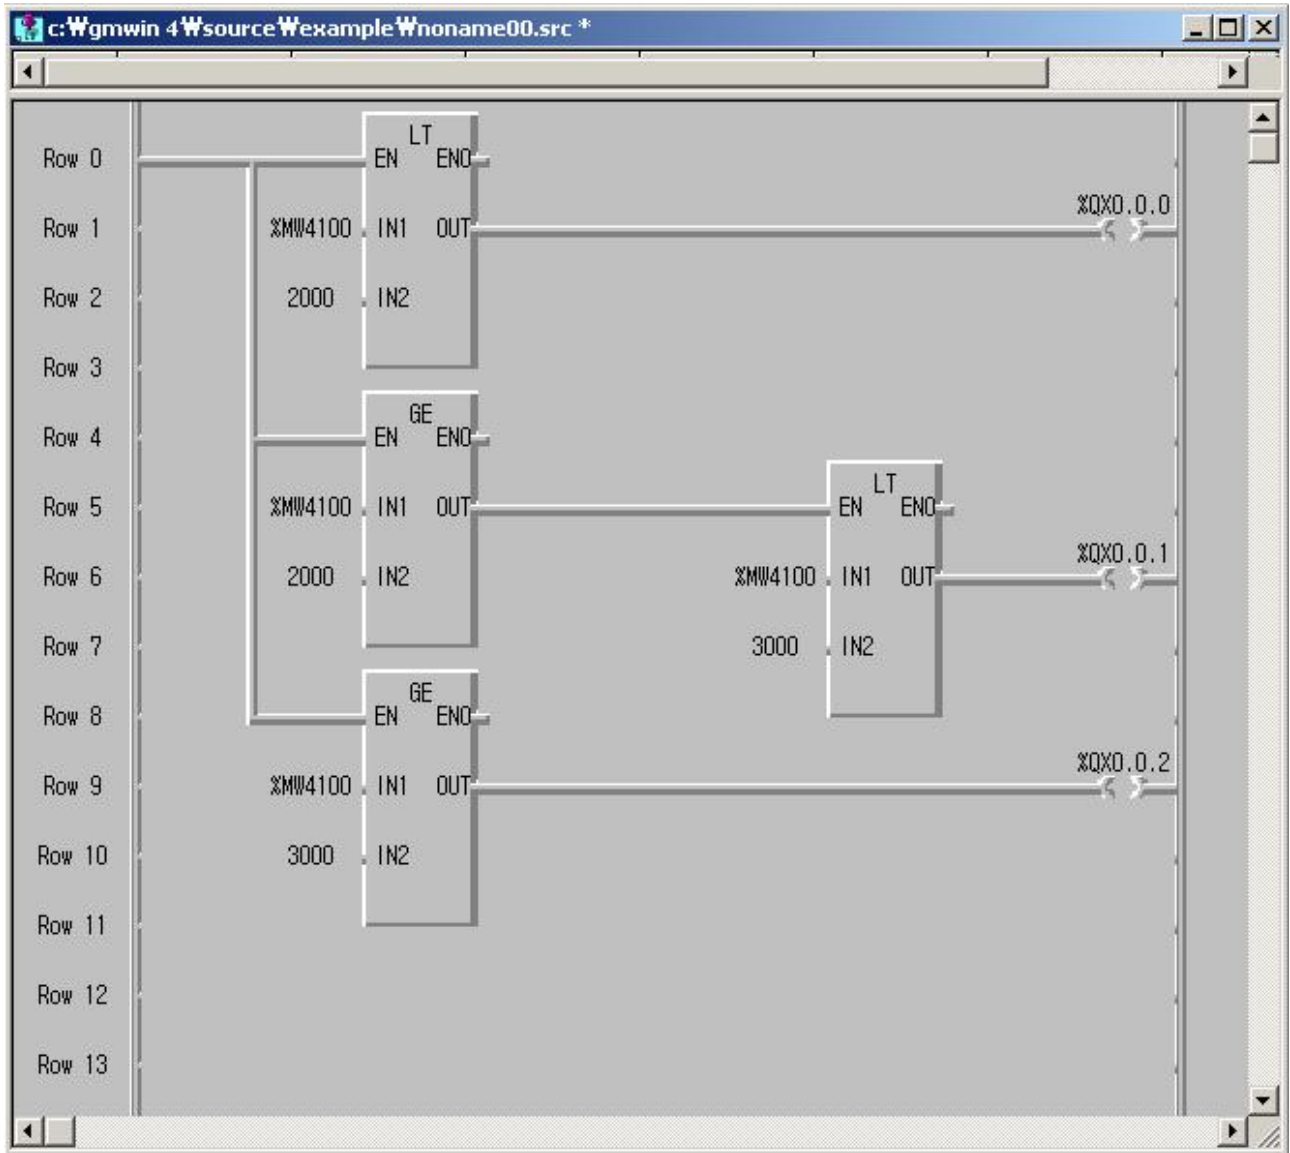 c:₩gmwin 4₩source₩example₩noname00.src *
LT
Row 0 EN ENO
%QX0.0.0
Row 1 %MW4100 IN1 OUT
Row 2 2000 IN2
Row 3
GE
Row 4 EN ENO
LT
Row 5 %MW4100 IN1 OUT EN ENO
%QX0.0.1
Row 6 2000 IN2 %MW4100 IN1 OUT
Row 7 3000 IN2
GE
Row 8 EN ENO
%QX0.0.2
Row 9 %MW4100 IN1 OUT
Row 10 3000 IN2
Row 11
Row 12
Row 13